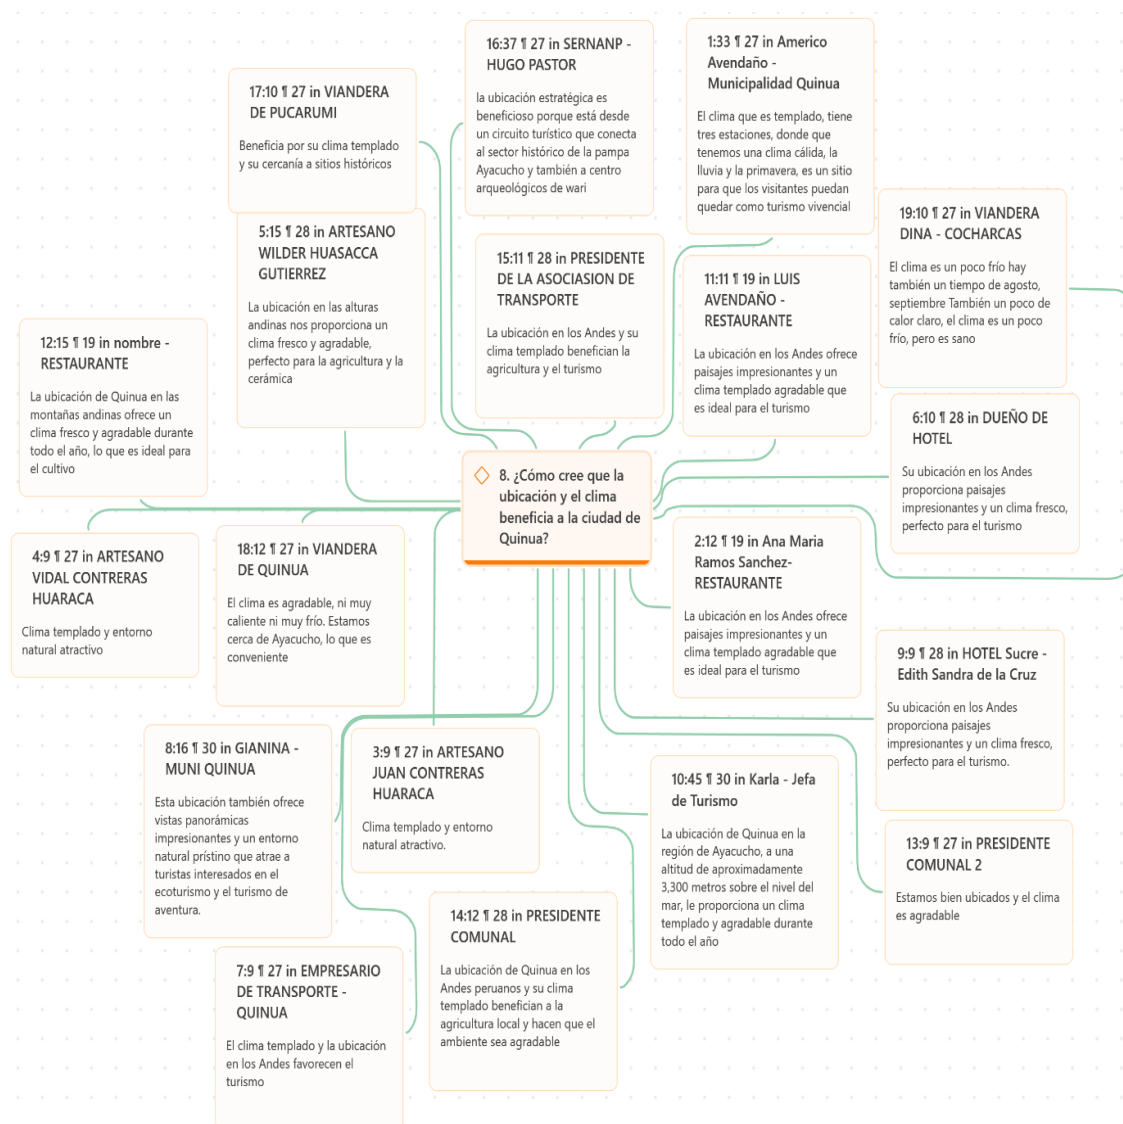 16:37 ¶ 27 in SERNANP -
HUGO PASTOR
la ubicación estratégica es
beneficioso porque está desde
un circuito turístico que conecta
al sector histórico de la pampa
Ayacucho y también a centro
arqueológicos de wari
1:33 ¶ 27 in Americo
Avendaño -
Municipalidad Quinua
El clima que es templado, tiene
tres estaciones, donde que
tenemos una clima cálida, la
lluvia y la primavera, es un sitio
para que los visitantes puedan
quedar como turismo vivencial
17:10 ¶ 27 in VIANDERA
DE PUCARUMI
Beneficia por su clima templado
y su cercanía a sitios históricos
5:15 ¶ 28 in ARTESANO
WILDER HUASACCA
GUTIERREZ
La ubicación en las alturas
andinas nos proporciona un
clima fresco y agradable,
perfecto para la agricultura y la
cerámica
15:11 ¶ 28 in PRESIDENTE
DE LA ASOCIASION DE
TRANSPORTE
La ubicación en los Andes y su
clima templado benefician la
agricultura y el turismo
11:11 ¶ 19 in LUIS
AVENDAÑO -
RESTAURANTE
La ubicación en los Andes ofrece
paisajes impresionantes y un
clima templado agradable que
es ideal para el turismo
19:10 ¶ 27 in VIANDERA
DINA - COCHARCAS
El clima es un poco frío hay
también un tiempo de agosto,
septiembre También un poco de
calor claro, el clima es un poco
frío, pero es sano
12:15 ¶ 19 in nombre -
RESTAURANTE
La ubicación de Quinua en las
montañas andinas ofrece un
clima fresco y agradable durante
todo el año, lo que es ideal para
el cultivo
6:10 ¶ 28 in DUEÑO DE
HOTEL
Su ubicación en los Andes
proporciona paisajes
impresionantes y un clima fresco,
perfecto para el turismo
8. ¿Cómo cree que la
ubicación y el clima
beneficia a la ciudad de
Quinua?
4:9 ¶ 27 in ARTESANO
VIDAL CONTRERAS
HUARACA
Clima templado y entorno
natural atractivo
18:12 ¶ 27 in VIANDERA
DE QUINUA
El clima es agradable, ni muy
caliente ni muy frío. Estamos
cerca de Ayacucho, lo que es
conveniente
2:12 ¶ 19 in Ana Maria
Ramos Sanchez-
RESTAURANTE
La ubicación en los Andes ofrece
paisajes impresionantes y un
clima templado agradable que
es ideal para el turismo
9:9 ¶ 28 in HOTEL Sucre -
Edith Sandra de la Cruz
Su ubicación en los Andes
proporciona paisajes
impresionantes y un clima fresco,
perfecto para el turismo.
8:16 ¶ 30 in GIANINA -
MUNI QUINUA
Esta ubicación también ofrece
vistas panorámicas
impresionantes y un entorno
natural prístino que atrae a
turistas interesados en el
ecoturismo y el turismo de
aventura.
3:9 ¶ 27 in ARTESANO
JUAN CONTRERAS
HUARACA
Clima templado y entorno
natural atractivo.
10:45 ¶ 30 in Karla - Jefa
de Turismo
La ubicación de Quinua en la
región de Ayacucho, a una
altitud de aproximadamente
3,300 metros sobre el nivel del
mar, le proporciona un clima
templado y agradable durante
todo el año
13:9 ¶ 27 in PRESIDENTE
COMUNAL 2
Estamos bien ubicados y el clima
es agradable
14:12 ¶ 28 in PRESIDENTE
COMUNAL
La ubicación de Quinua en los
Andes peruanos y su clima
templado benefician a la
agricultura local y hacen que el
ambiente sea agradable
7:9 ¶ 27 in EMPRESARIO
DE TRANSPORTE -
QUINUA
El clima templado y la ubicación
en los Andes favorecen el
turismo